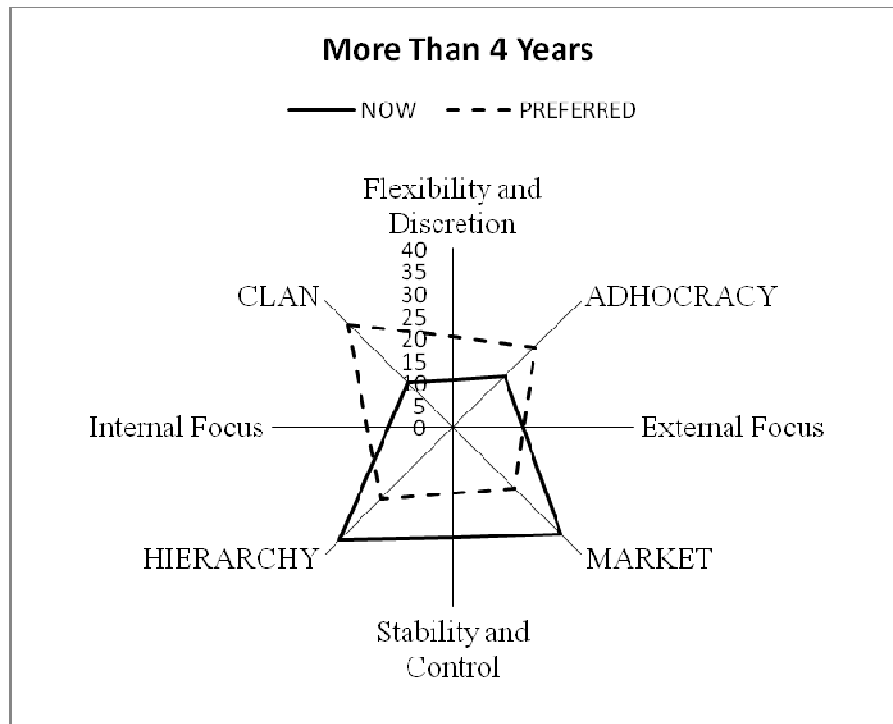 More Than 4 Years
NOW PREFERRED
Flexibility and
Discretion
40
35
30
25
20
15
10
5
0
CLAN
ADHOCRACY
Internal Focus
External Focus
HIERARCHY
MARKET
Stability and
Control